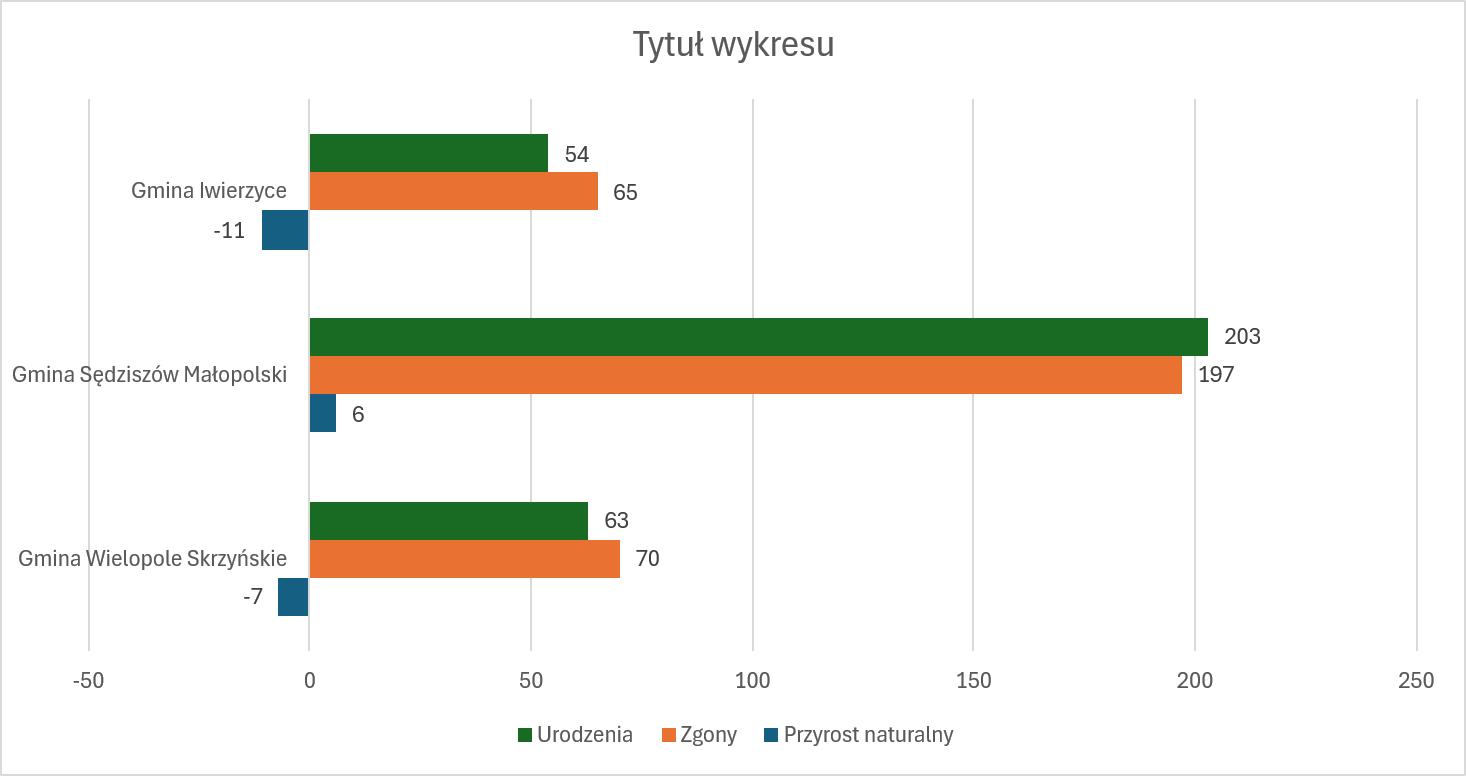 Tytuł wykresu
54
Gmina Iwierzyce
65
-11
203
Gmina Sędziszów Małopolski
197
6
63
Gmina Wielopole Skrzyńskie
70
-7
-50 0 50 100 150 200 250
Urodzenia Zgony Przyrost naturalny